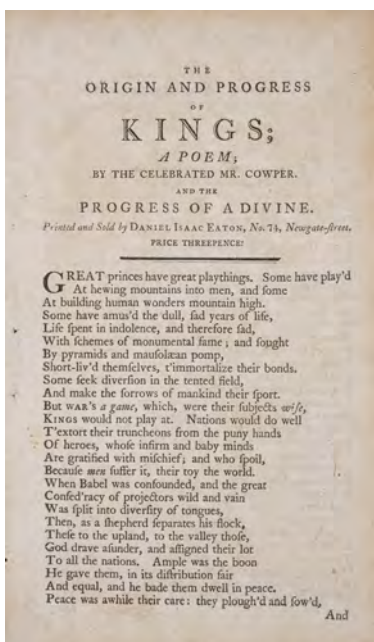 THE
ORIGIN AND PROGRESS
OF
KINGS;
A POEM;
BY THE CELEBRATED MR. COWPER.
AND THE
PROGRESS OF A DIVINE.
Printed and Sold by DANIEL ISAAC EATON, No. 74, Newgate-ſtreet.
PRICE THREEPENCE!
GREAT princes have great playthings. Some have play'd
At hewing mountains into men, and ſome
At building human wonders mountain high.
Some have amus'd the dull, ſad years of life,
Life ſpent in indolence, and therefore ſad,
With ſchemes of monumental fame; and ſought
By pyramids and mauſolæan pomp,
Short-liv'd themſelves, t'immortalize their bonds.
Some ſeek diverſion in the tented field,
And make the ſorrows of mankind their ſport.
But WAR's a game, which, were their ſubjects wiſe,
KINGS would not play at. Nations would do well
T'extort their truncheons from the puny hands
Of heroes, whoſe infirm and baby minds
Are gratified with miſchief; and who ſpoil,
Becauſe men ſuffer it, their toy the world.
When Babel was confounded, and the great
Confed'racy of projectors wild and vain
Was ſplit into diverſity of tongues,
Then, as a ſhepherd ſeparates his flock,
Theſe to the upland, to the valley thoſe,
God drave aſunder, and aſſigned their lot
To all the nations. Ample was the boon
He gave them, in its diſtribution fair
And equal, and he bade them dwell in peace.
Peace was awhile their care: they plough'd and ſow'd,
And